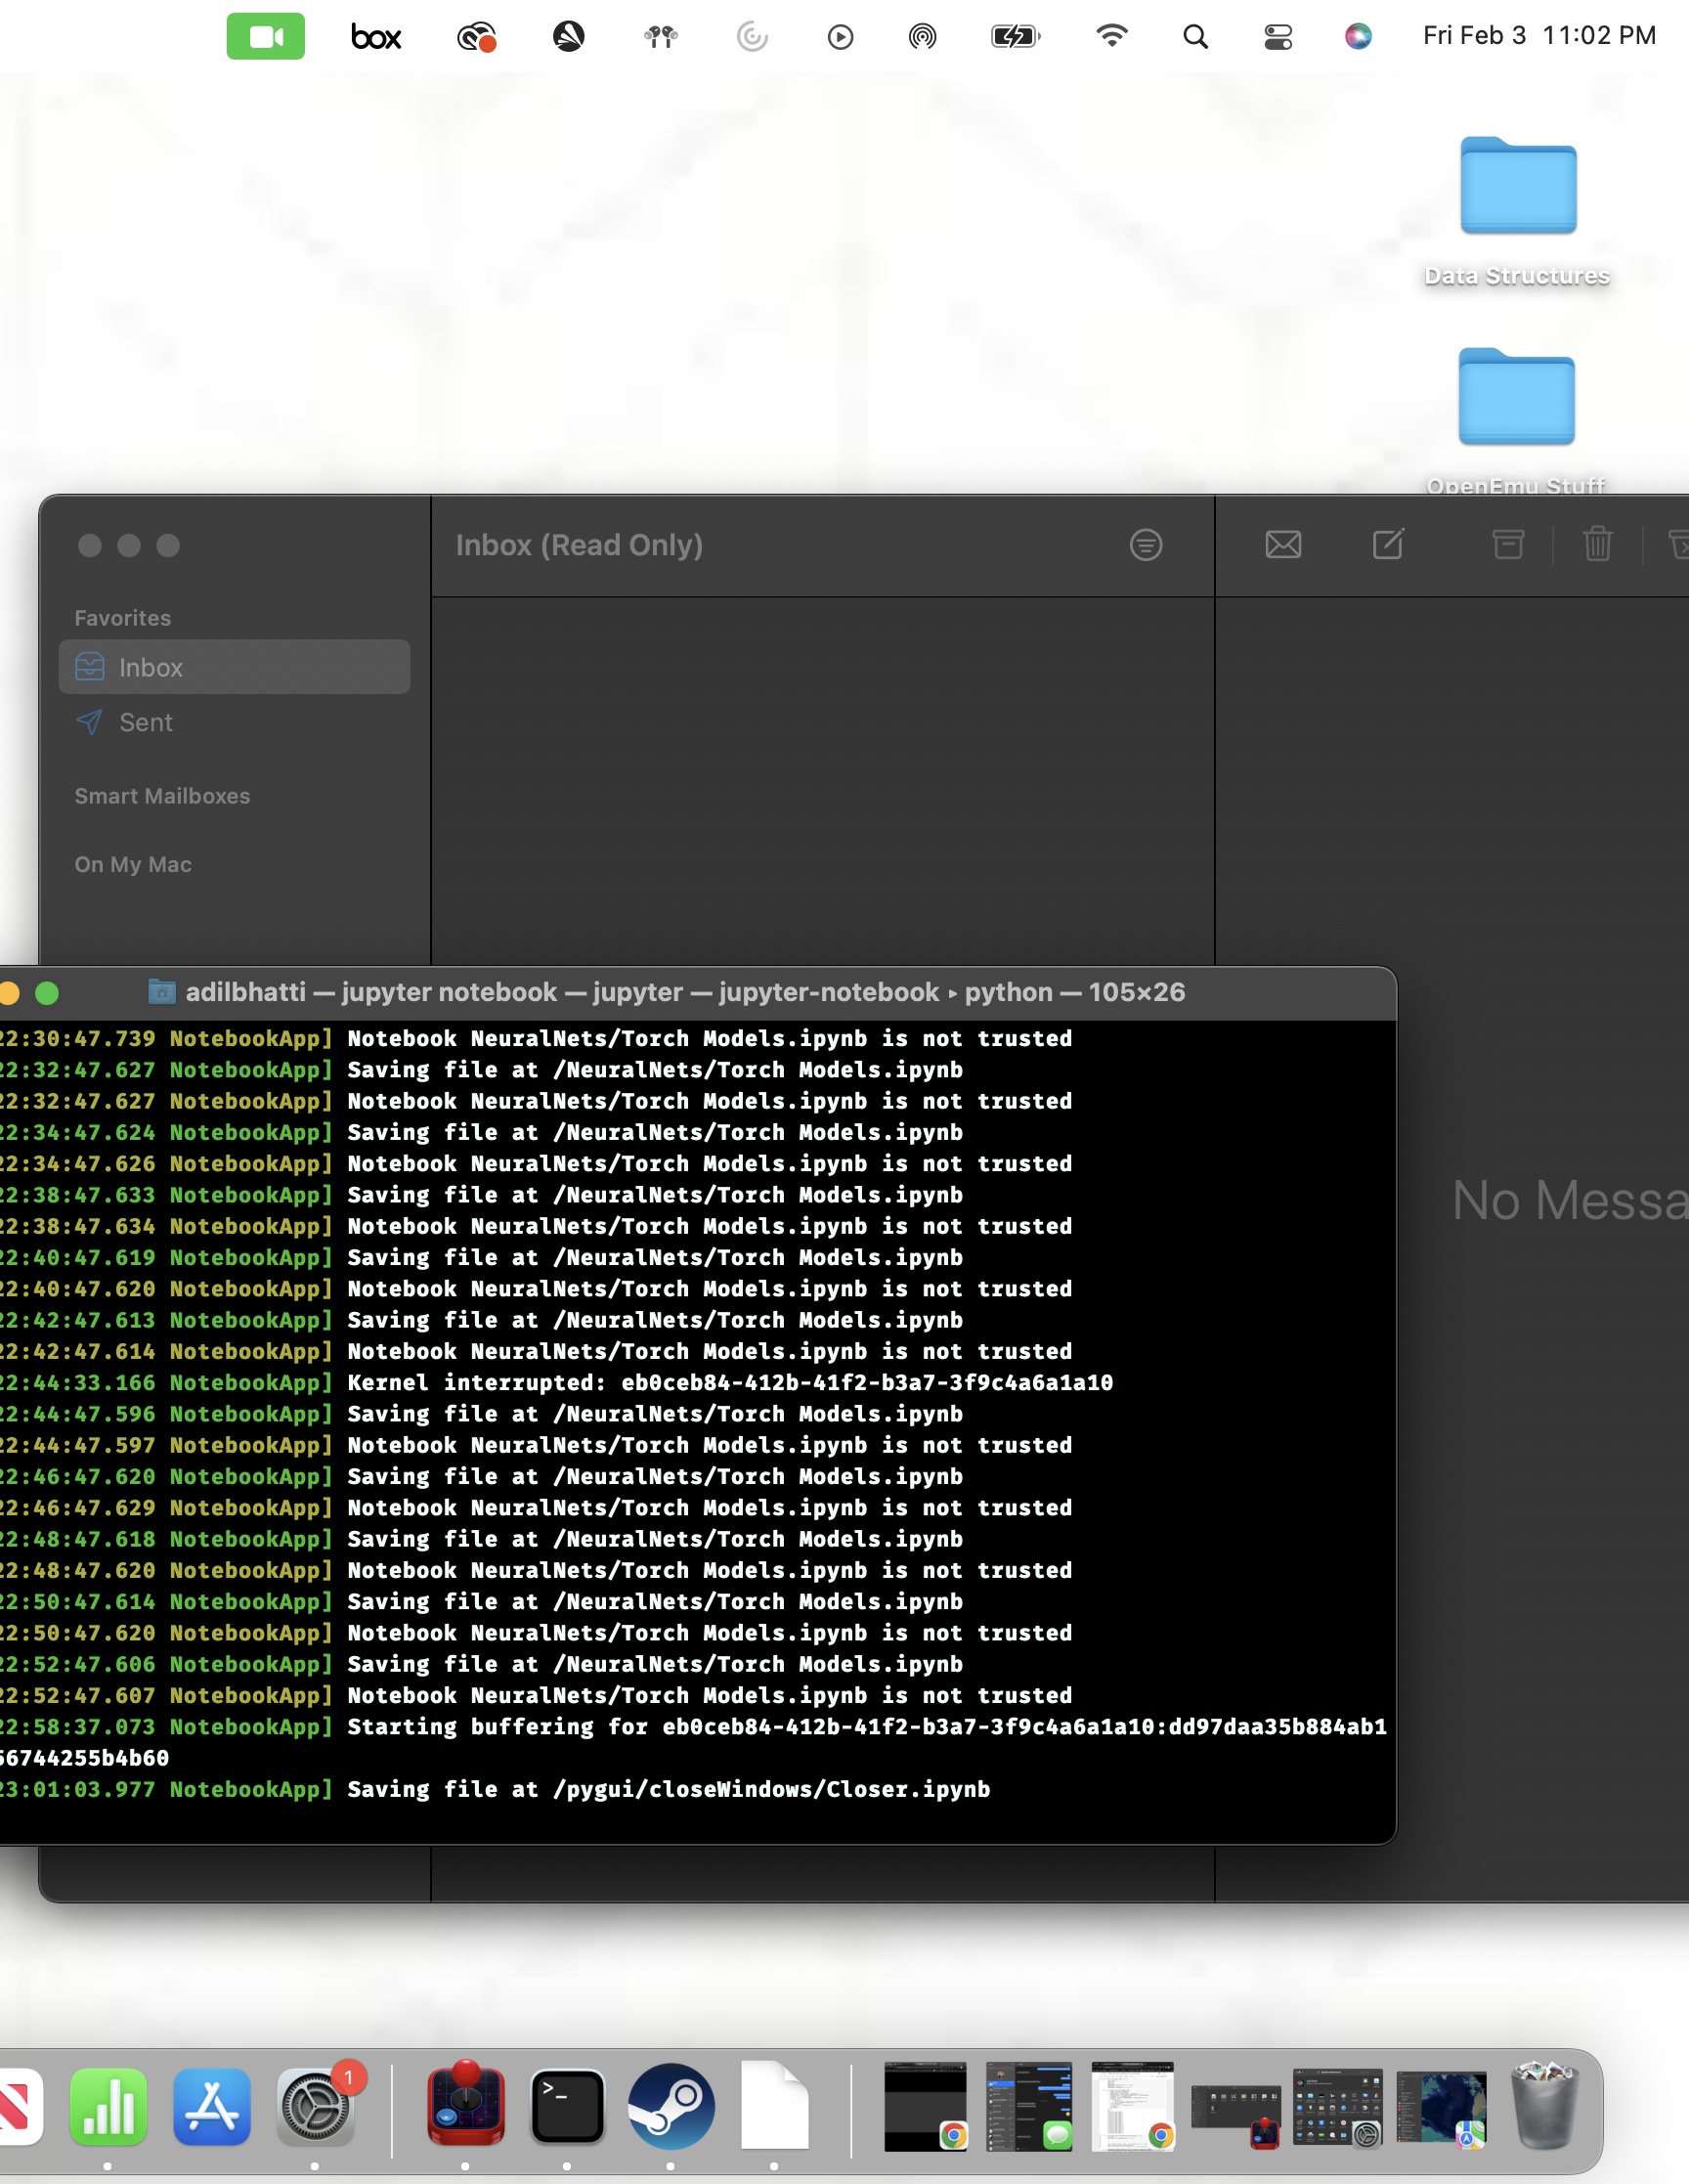 box
Fri Feb 3 11:02 PM
Data Structures
OpenEmu Stuff
Inbox (Read Only)
Favorites
Inbox
Sent
Smart Mailboxes
On My Mac
No Messa
adilbhatti — jupyter notebook — jupyter — jupyter-notebook ▸ python — 105×26
22:30:47.739 NotebookApp] Notebook NeuralNets/Torch Models.ipynb is not trusted
22:32:47.627 NotebookApp] Saving file at /NeuralNets/Torch Models.ipynb
22:32:47.627 NotebookApp] Notebook NeuralNets/Torch Models.ipynb is not trusted
22:34:47.624 NotebookApp] Saving file at /NeuralNets/Torch Models.ipynb
22:34:47.626 NotebookApp] Notebook NeuralNets/Torch Models.ipynb is not trusted
22:38:47.633 NotebookApp] Saving file at /NeuralNets/Torch Models.ipynb
22:38:47.634 NotebookApp] Notebook NeuralNets/Torch Models.ipynb is not trusted
22:40:47.619 NotebookApp] Saving file at /NeuralNets/Torch Models.ipynb
22:40:47.620 NotebookApp] Notebook NeuralNets/Torch Models.ipynb is not trusted
22:42:47.613 NotebookApp] Saving file at /NeuralNets/Torch Models.ipynb
22:42:47.614 NotebookApp] Notebook NeuralNets/Torch Models.ipynb is not trusted
22:44:33.166 NotebookApp] Kernel interrupted: eb0ceb84-412b-41f2-b3a7-3f9c4a6a1a10
22:44:47.596 NotebookApp] Saving file at /NeuralNets/Torch Models.ipynb
22:44:47.597 NotebookApp] Notebook NeuralNets/Torch Models.ipynb is not trusted
22:46:47.620 NotebookApp] Saving file at /NeuralNets/Torch Models.ipynb
22:46:47.629 NotebookApp] Notebook NeuralNets/Torch Models.ipynb is not trusted
22:48:47.618 NotebookApp] Saving file at /NeuralNets/Torch Models.ipynb
22:48:47.620 NotebookApp] Notebook NeuralNets/Torch Models.ipynb is not trusted
22:50:47.614 NotebookApp] Saving file at /NeuralNets/Torch Models.ipynb
22:50:47.620 NotebookApp] Notebook NeuralNets/Torch Models.ipynb is not trusted
22:52:47.606 NotebookApp] Saving file at /NeuralNets/Torch Models.ipynb
22:52:47.607 NotebookApp] Notebook NeuralNets/Torch Models.ipynb is not trusted
22:58:37.073 NotebookApp] Starting buffering for eb0ceb84-412b-41f2-b3a7-3f9c4a6a1a10:dd97daa35b884ab1
56744255b4b60
23:01:03.977 NotebookApp] Saving file at /pygui/closeWindows/Closer.ipynb
1
>_